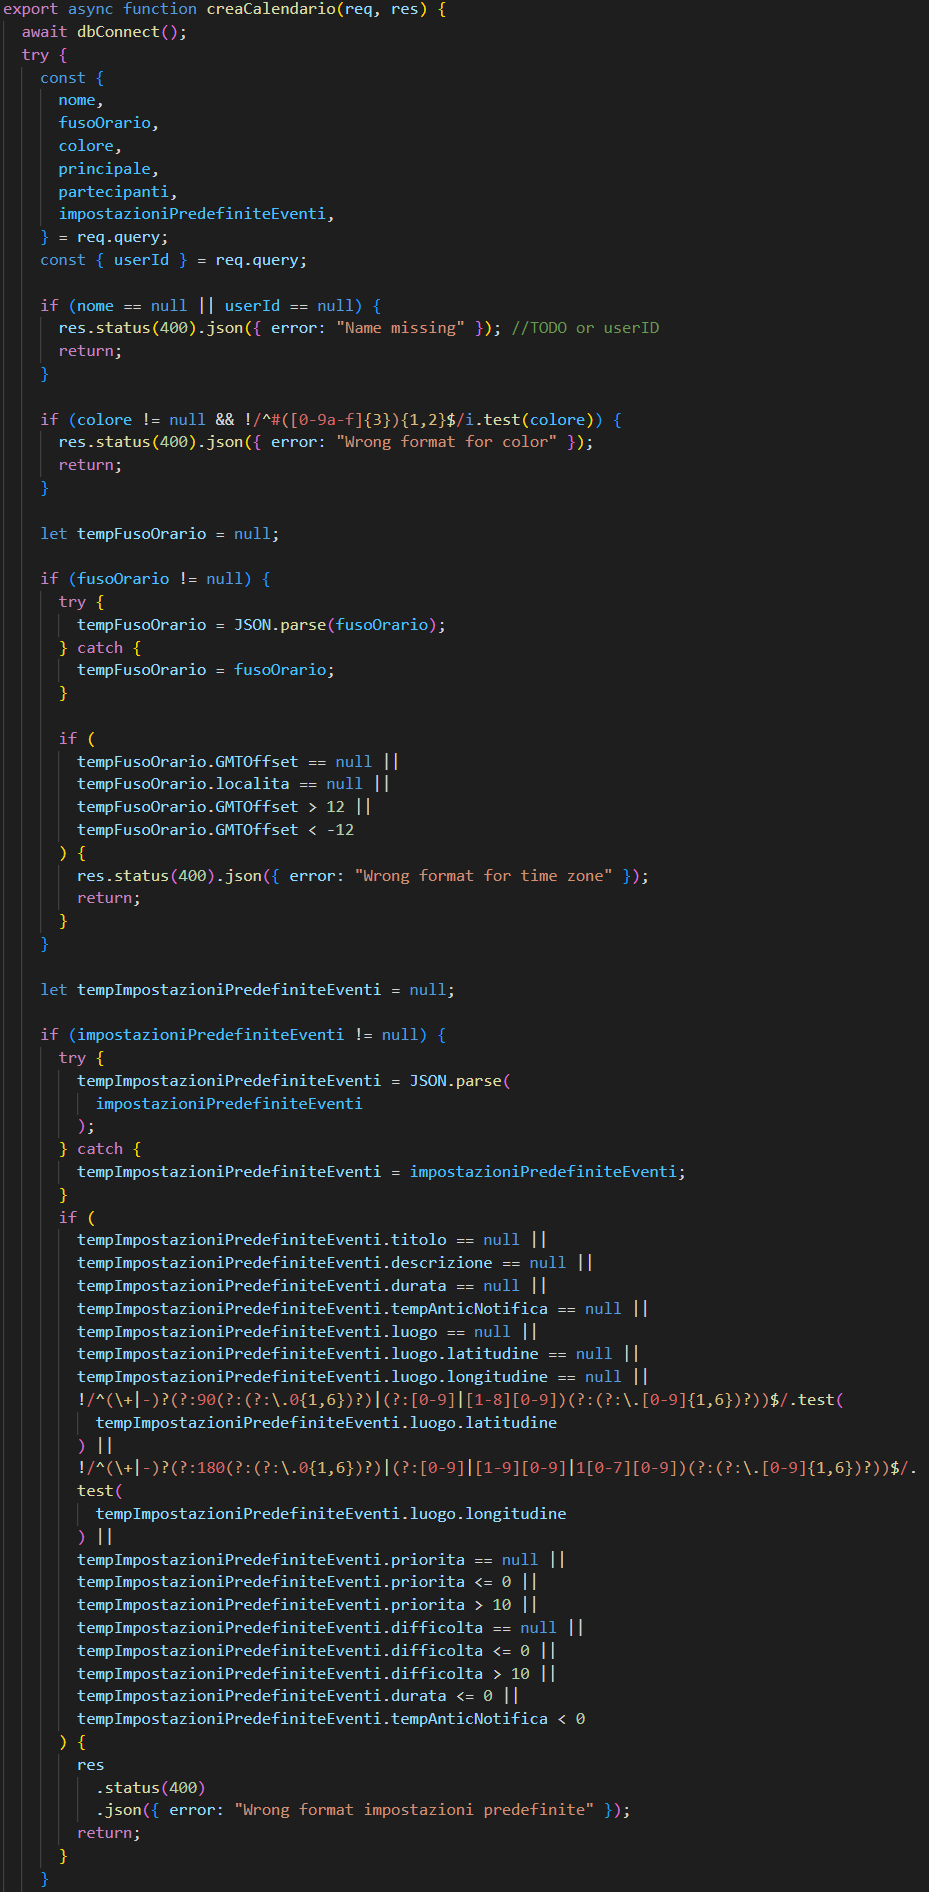 export async function creaCalendario(req, res) {
  await dbConnect();
  try {
    const {
      nome,
      fusoOrario,
      colore,
      principale,
      partecipanti,
      impostazioniPredefiniteEventi,
    } = req.query;
    const { userId } = req.query;

    if (nome == null || userId == null) {
      res.status(400).json({ error: "Name missing" }); //TODO or userID
      return;
    }

    if (colore != null && !/^#([0-9a-f]{3}){1,2}$/i.test(colore)) {
      res.status(400).json({ error: "Wrong format for color" });
      return;
    }

    let tempFusoOrario = null;

    if (fusoOrario != null) {
      try {
        tempFusoOrario = JSON.parse(fusoOrario);
      } catch {
        tempFusoOrario = fusoOrario;
      }

      if (
        tempFusoOrario.GMTOffset == null ||
        tempFusoOrario.localita == null ||
        tempFusoOrario.GMTOffset > 12 ||
        tempFusoOrario.GMTOffset < -12
      ) {
        res.status(400).json({ error: "Wrong format for time zone" });
        return;
      }
    }

    let tempImpostazioniPredefiniteEventi = null;

    if (impostazioniPredefiniteEventi != null) {
      try {
        tempImpostazioniPredefiniteEventi = JSON.parse(
          impostazioniPredefiniteEventi
        );
      } catch {
        tempImpostazioniPredefiniteEventi = impostazioniPredefiniteEventi;
      }
      if (
        tempImpostazioniPredefiniteEventi.titolo == null ||
        tempImpostazioniPredefiniteEventi.descrizione == null ||
        tempImpostazioniPredefiniteEventi.durata == null ||
        tempImpostazioniPredefiniteEventi.tempAnticNotifica == null ||
        tempImpostazioniPredefiniteEventi.luogo == null ||
        tempImpostazioniPredefiniteEventi.luogo.latitudine == null ||
        tempImpostazioniPredefiniteEventi.luogo.longitudine == null ||
        !/^(\+|-)?(?:90(?:(?:\.0{1,6})?)|(?:[0-9]|[1-8][0-9])(?:(?:\.[0-9]{1,6})?))$/.test(
          tempImpostazioniPredefiniteEventi.luogo.latitudine
        ) ||
        !/^(\+|-)?(?:180(?:(?:\.0{1,6})?)|(?:[0-9]|[1-9][0-9]|1[0-7][0-9])(?:(?:\.[0-9]{1,6})?))$/.
        test(
          tempImpostazioniPredefiniteEventi.luogo.longitudine
        ) ||
        tempImpostazioniPredefiniteEventi.priorita == null ||
        tempImpostazioniPredefiniteEventi.priorita <= 0 ||
        tempImpostazioniPredefiniteEventi.priorita > 10 ||
        tempImpostazioniPredefiniteEventi.difficolta == null ||
        tempImpostazioniPredefiniteEventi.difficolta <= 0 ||
        tempImpostazioniPredefiniteEventi.difficolta > 10 ||
        tempImpostazioniPredefiniteEventi.durata <= 0 ||
        tempImpostazioniPredefiniteEventi.tempAnticNotifica < 0
      ) {
        res
          .status(400)
          .json({ error: "Wrong format impostazioni predefinite" });
        return;
      }
    }